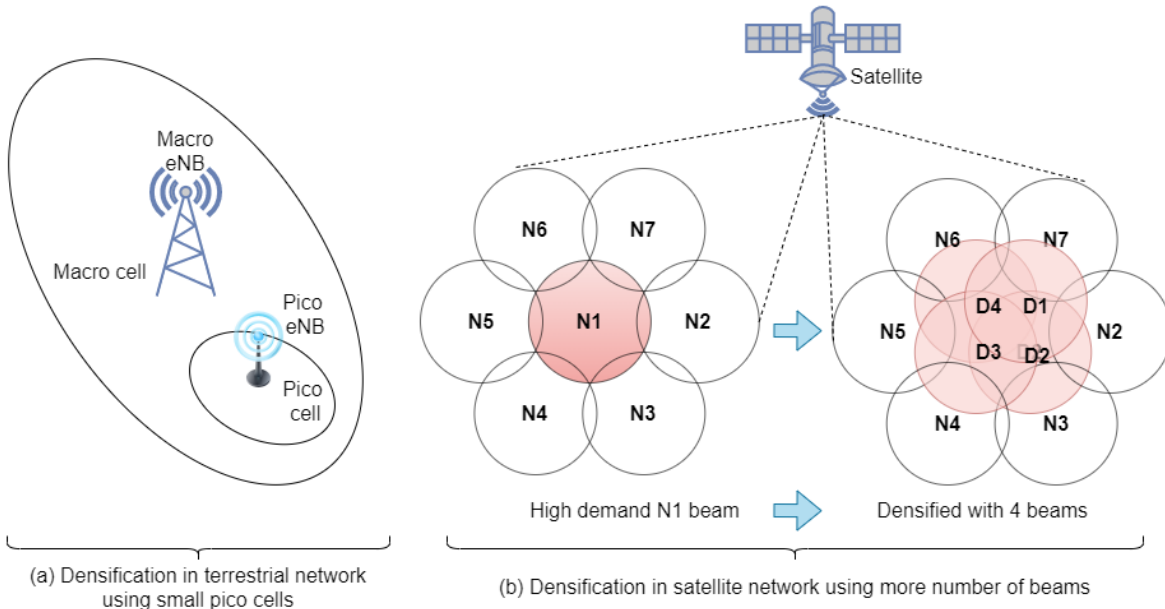 Satellite
Macro
eNB
Macro cell
Pico
eNB
Pico
cell
N6
N7
N5
N1
N2
N4
N3
N6
N7
D4
D1
N5
N2
D3
D2
N4
N3
High demand N1 beam
Densified with 4 beams
(a) Densification in terrestrial network
using small pico cells
(b) Densification in satellite network using more number of beams